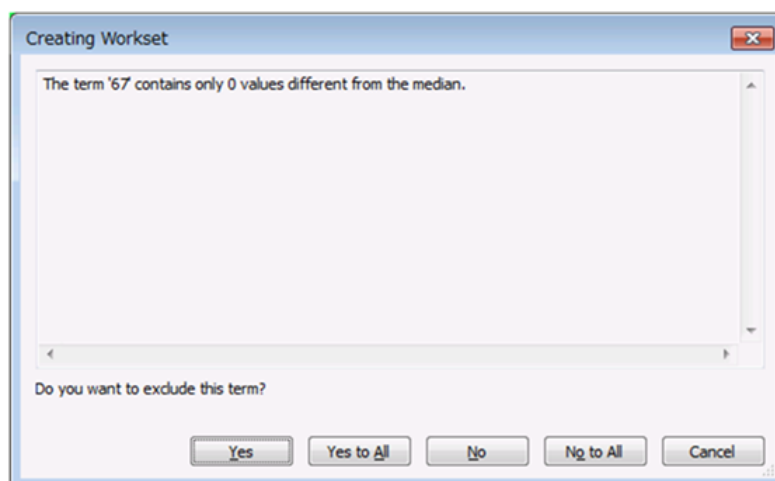 Creating Workset
The term '67' contains only 0 values different from the median.
Do you want to exclude this term?
Yes
Yes to All
No
No to All
Cancel